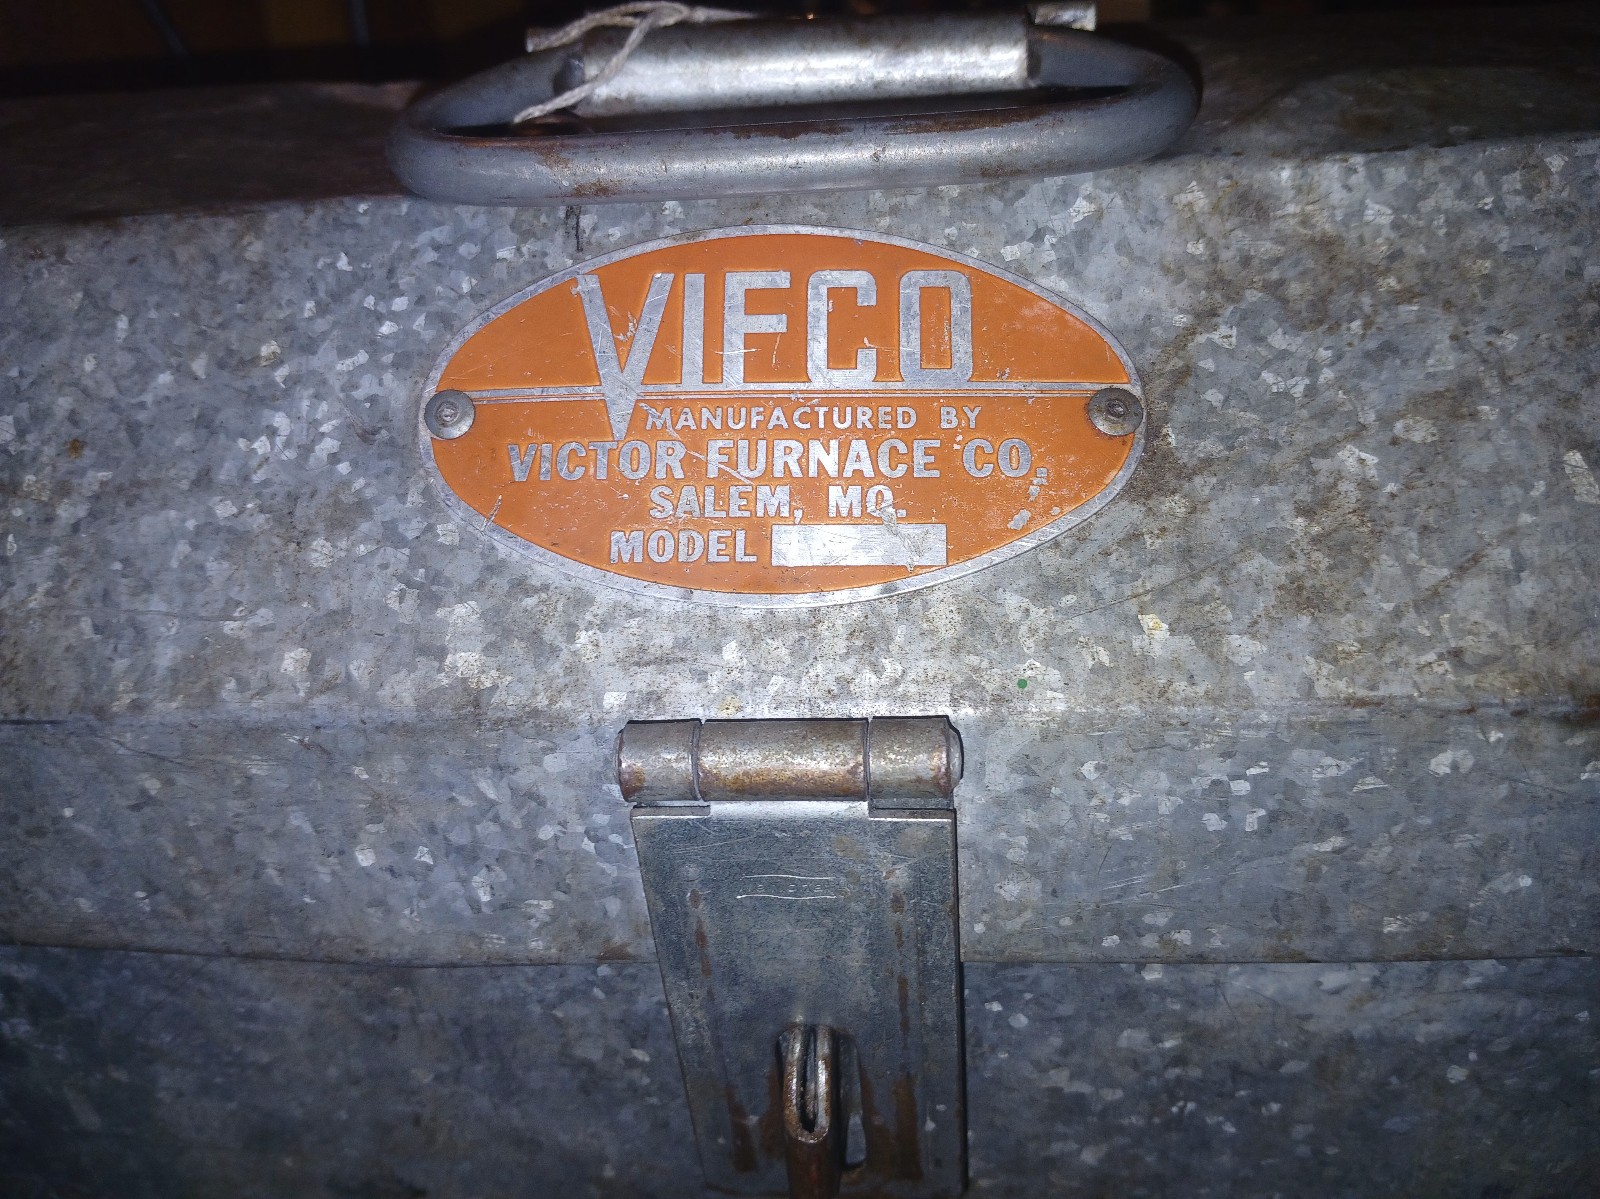 VIFCO
MANUFACTURED BY
VICTOR FURNACE CO.
SALEM, MO.
MODEL